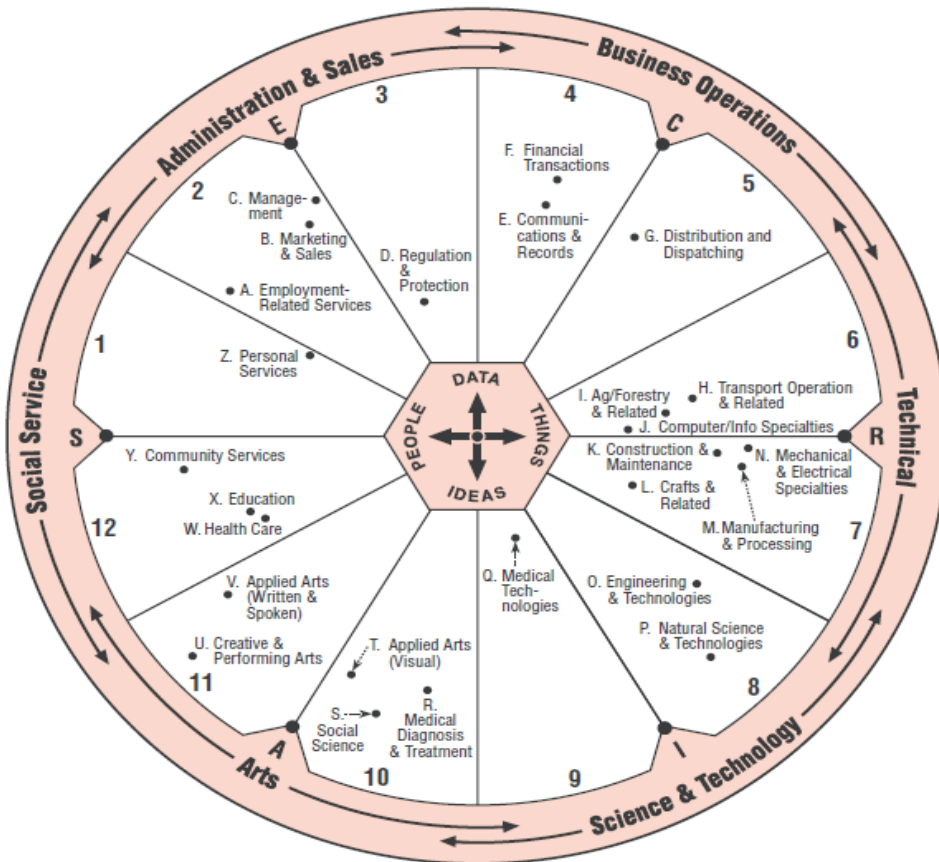 Administration & Sales
Business Operations
Technical
Science & Technology
Arts
Social Service
3
4
E
C
2
5
F. Financial
Transactions
C. Manage-
ment
E. Communi-
cations &
Records
B. Marketing
& Sales
G. Distribution and
Dispatching
D. Regulation
&
Protection
A. Employment-
Related Services
1
6
Z. Personal
Services
DATA
THINGS
IDEAS
PEOPLE
H. Transport Operation
& Related
I. Ag/Forestry
& Related
J. Computer/Info Specialties
S
R
Y. Community Services
K. Construction &
Maintenance
N. Mechanical
& Electrical
Specialties
L. Crafts &
Related
X. Education
W. Health Care
M. Manufacturing
& Processing
12
7
Q. Medical
Tech-
nologies
O. Engineering
& Technologies
V. Applied Arts
(Written &
Spoken)
P. Natural Science
& Technologies
U. Creative &
Performing Arts
T. Applied Arts
(Visual)
S.
Social
Science
R.
Medical
Diagnosis
& Treatment
11
8
A
I
10
9